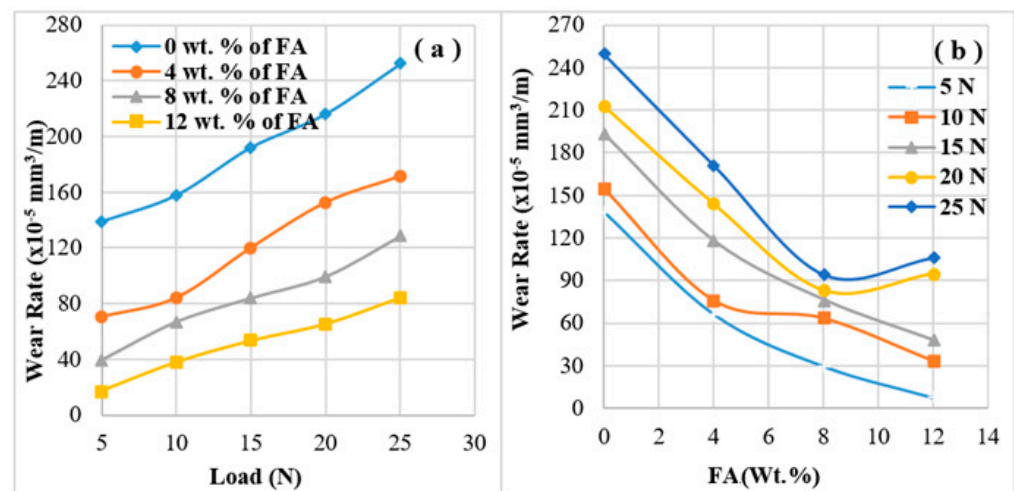 280
240
200
160
120
80
40
0
Wear Rate (x10-5 mm3/m)
0 wt. % of FA
4 wt. % of FA
8 wt. % of FA
12 wt. % of FA
( a )
5 10 15 20 25 30
Load (N)
270
240
210
180
150
120
90
60
30
0
Wear Rate (x10-5 mm3/m)
( b )
5 N
10 N
15 N
20 N
25 N
0 2 4 6 8 10 12 14
FA(Wt.%)